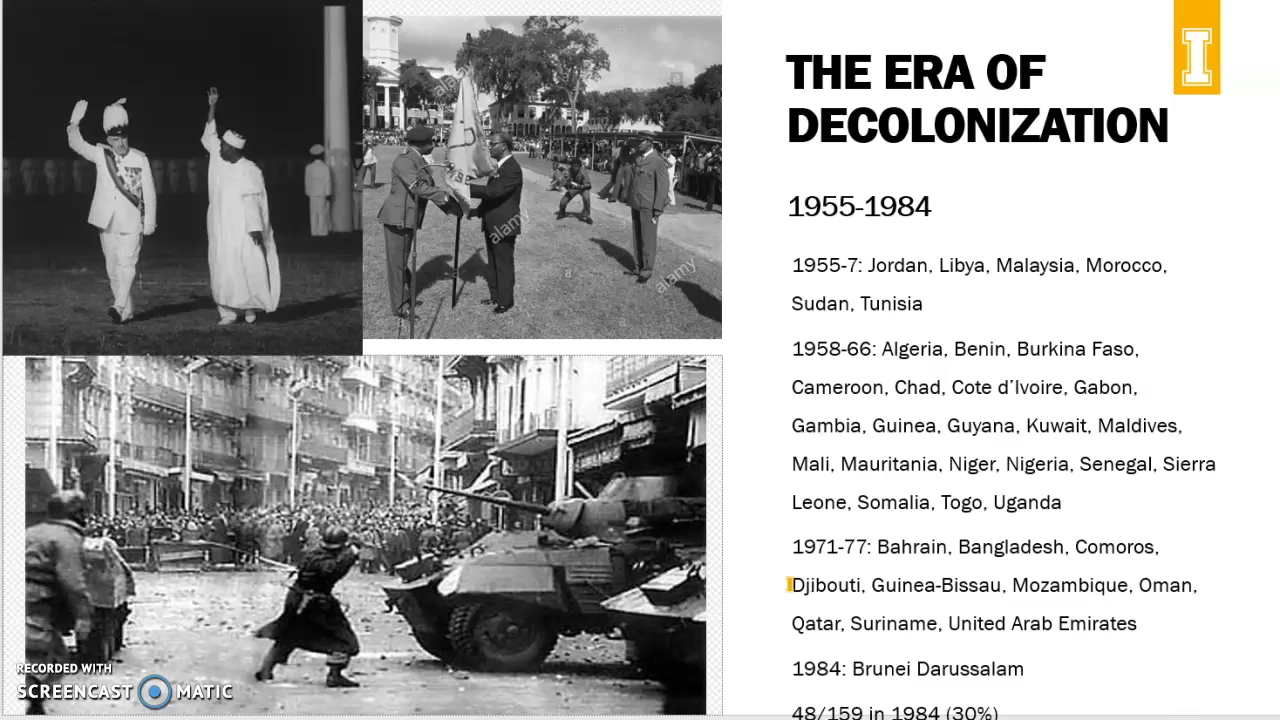 THE ERA OF
DECOLONIZATION
1955-1984
1955-7: Jordan, Libya, Malaysia, Morocco,
Sudan, Tunisia
1958-66: Algeria, Benin, Burkina Faso,
Cameroon, Chad, Cote d’Ivoire, Gabon,
Gambia, Guinea, Guyana, Kuwait, Maldives,
Mali, Mauritania, Niger, Nigeria, Senegal, Sierra
Leone, Somalia, Togo, Uganda
1971-77: Bahrain, Bangladesh, Comoros,
Djibouti, Guinea-Bissau, Mozambique, Oman,
Qatar, Suriname, United Arab Emirates
1984: Brunei Darussalam
48/159 in 1984 (30%)
I
alamy
alamy
alamy
a
a
RECORDED WITH
SCREENCAST MATIC